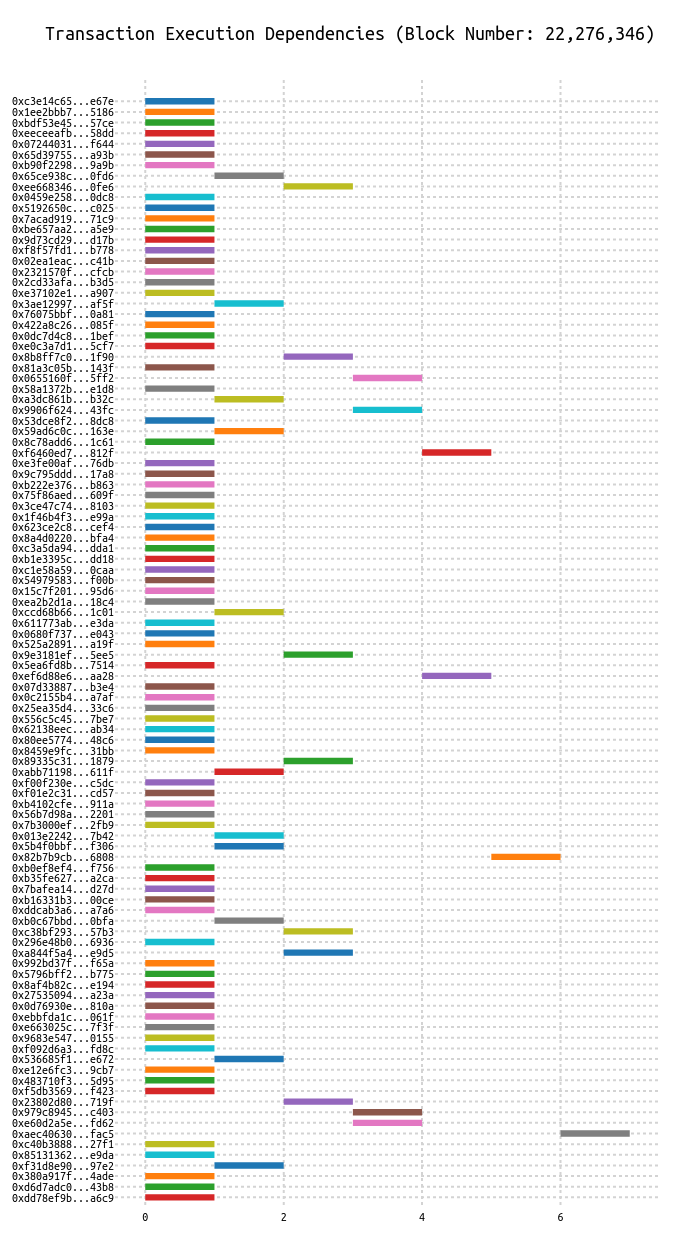 Transaction Execution Dependencies (Block Number: 22,276,346)
0xc3e14c65...e67e
0x1ee2bbb7...5186
0xbdf53e45...57ce
0xeeceeafb...58dd
0x07244031...f644
0x65d39755...a93b
0xb90f2298...9a9b
0x65ce938c...0fd6
0xee668346...0fe6
0x0459e258...0dc8
0x5192650c...c025
0x7acad919...71c9
0xbe657aa2...a5e9
0x9d73cd29...d17b
0xf8f57fd1...b778
0x02ea1eac...c41b
0x2321570f...cfcb
0x2cd33afa...b3d5
0xe37102e1...a907
0x3ae12997...af5f
0x76075bbf...0a81
0x422a8c26...085f
0x0dc7d4c8...1bef
0xe0c3a7d1...5cf7
0x8b8ff7c0...1f90
0x81a3c05b...143f
0x0655160f...5ff2
0x58a1372b...e1d8
0xa3dc861b...b32c
0x9906f624...43fc
0x53dce8f2...8dc8
0x59ad6c0c...163e
0x8c78add6...1c61
0xf6460ed7...812f
0xe3fe00af...76db
0x9c795ddd...17a8
0xb222e376...b863
0x75f86aed...609f
0x3ce47c74...8103
0x1f46b4f3...e99a
0x623ce2c8...cef4
0x8a4d0220...bfa4
0xc3a5da94...dda1
0xb1e3395c...dd18
0xc1e58a59...0caa
0x54979583...f00b
0x15c7f201...95d6
0xea2b2d1a...18c4
0xccd68b66...1c01
0x611773ab...e3da
0x0680f737...e043
0x525a2891...a19f
0x9e3181ef...5ee5
0x5ea6fd8b...7514
0xef6d88e6...aa28
0x07d33887...b3e4
0x0c2155b4...a7af
0x25ea35d4...33c6
0x556c5c45...7be7
0x62138eec...ab34
0x80ee5774...48c6
0x8459e9fc...31bb
0x89335c31...1879
0xabb71198...611f
0xf00f230e...c5dc
0xf01e2c31...cd57
0xb4102cfe...911a
0x56b7d98a...2201
0x7b3000ef...2fb9
0x013e2242...7b42
0x5b4f0bbf...f306
0x82b7b9cb...6808
0xb0ef8ef4...f756
0xb35fe627...a2ca
0x7bafea14...d27d
0xb16331b3...00ce
0xddcab3a6...a7a6
0xb0c67bbd...0bfa
0xc38bf293...57b3
0x296e48b0...6936
0xa844f5a4...e9d5
0x992bd37f...f65a
0x5796bff2...b775
0x8af4b82c...e194
0x27535094...a23a
0x0d76930e...810a
0xebbfda1c...061f
0xe663025c...7f3f
0x9683e547...0155
0xf092d6a3...fd8c
0x536685f1...e672
0xe12e6fc3...9cb7
0x483710f3...5d95
0xf5db3569...f423
0x23802d80...719f
0x979c8945...c403
0xe60d2a5e...fd62
0xaec40630...fac5
0xc40b3888...27f1
0x85131362...e9da
0xf31d8e90...97e2
0x380a917f...4ade
0xd6d7adc0...43b8
0xdd78ef9b...a6c9
0 2 4 6